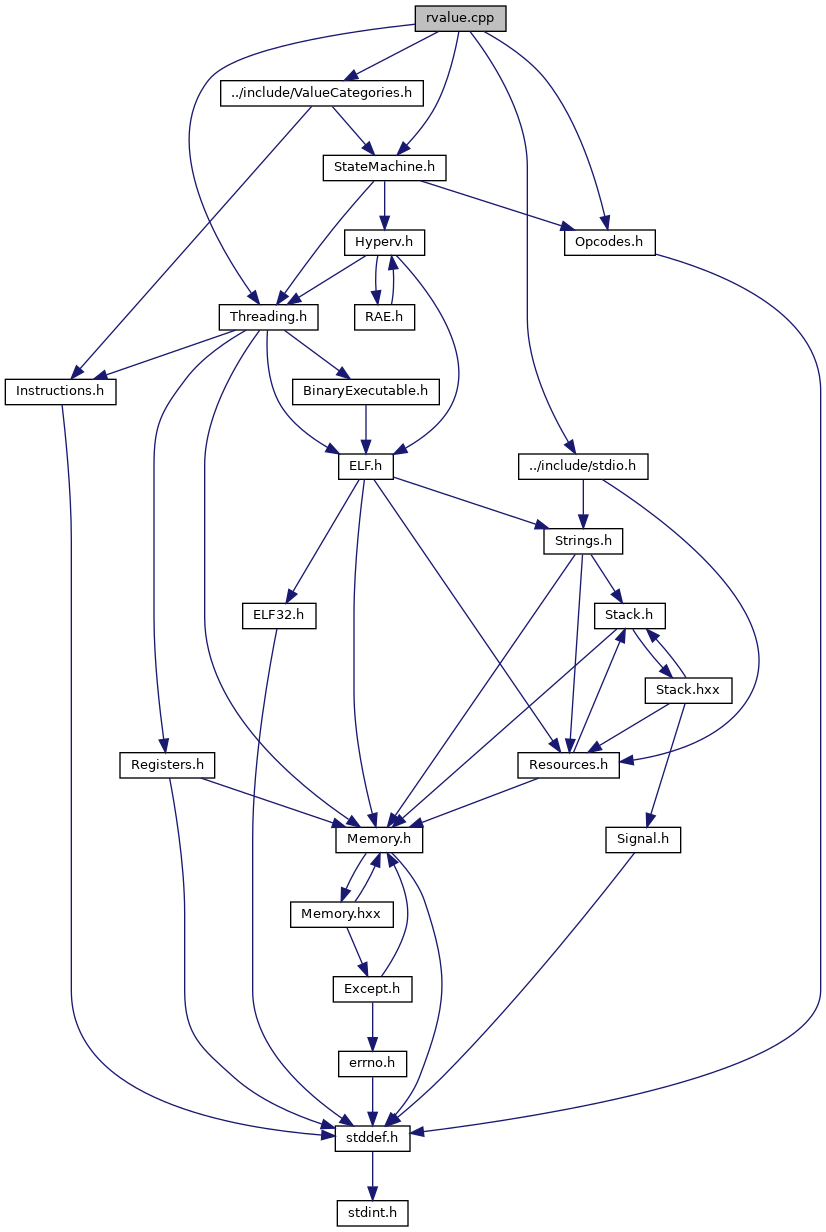 rvalue.cpp
../include/ValueCategories.h
StateMachine.h
Hyperv.h
Opcodes.h
Threading.h
RAE.h
Instructions.h
BinaryExecutable.h
ELF.h
../include/stdio.h
Strings.h
ELF32.h
Stack.h
Stack.hxx
Registers.h
Resources.h
Memory.h
Signal.h
Memory.hxx
Except.h
errno.h
stddef.h
stdint.h